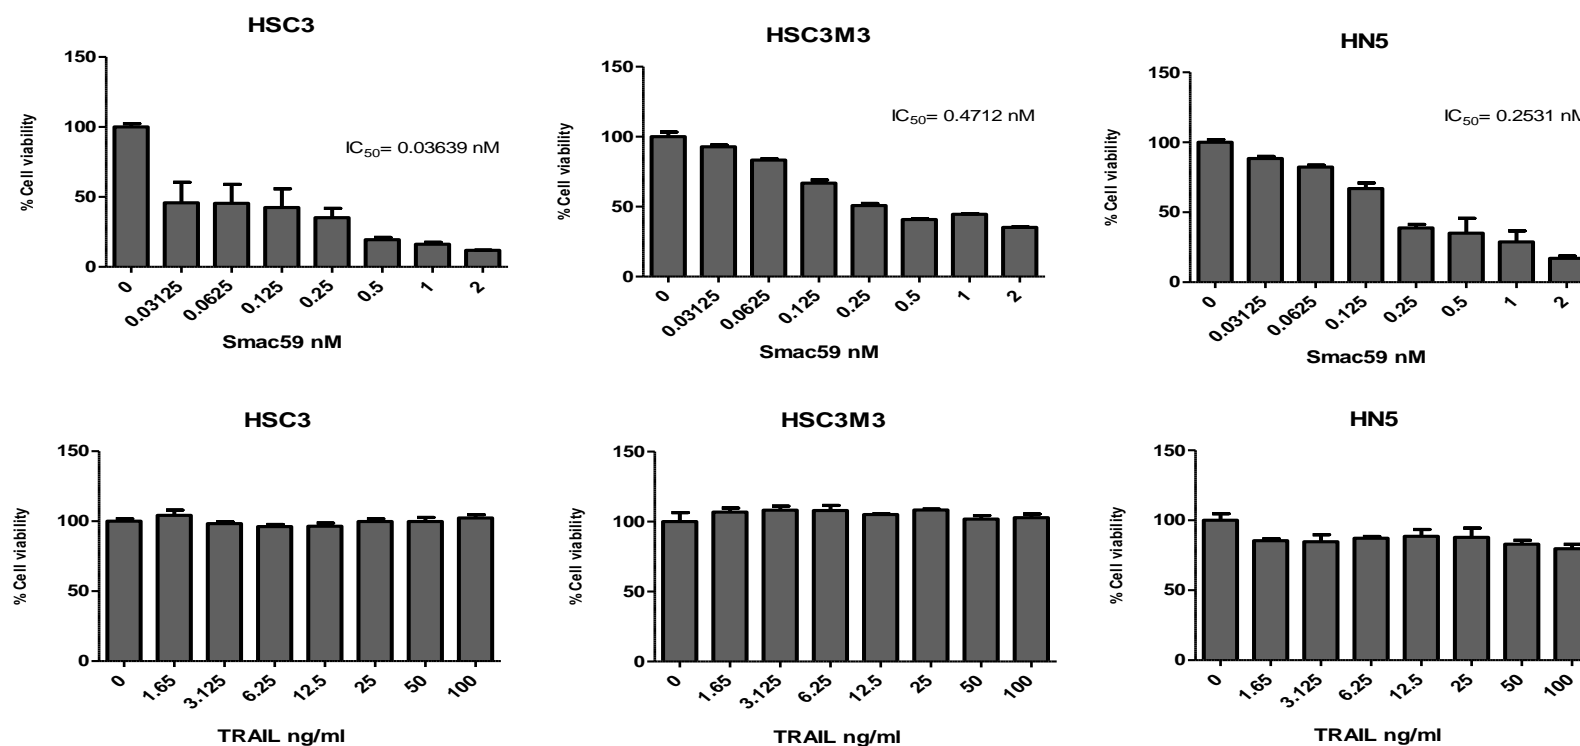 HSC3
150
100
50
0
% Cell viability
IC50= 0.03639 nM
0 0.03125 0.0625 0.125 0.25 0.5 1 2
Smac59 nM
HSC3M3
150
100
50
0
% Cell viability
IC50= 0.4712 nM
0 0.03125 0.0625 0.125 0.25 0.5 1 2
Smac59 nM
HN5
150
100
50
0
% Cell viability
IC50= 0.2531 nM
0 0.03125 0.0625 0.125 0.25 0.5 1 2
Smac59 nM
HSC3
150
100
50
0
% Cell viability
0 1.65 3.125 6.25 12.5 25 50 100
TRAIL ng/ml
HSC3M3
150
100
50
0
% Cell viability
0 1.65 3.125 6.25 12.5 25 50 100
TRAIL ng/ml
HN5
150
100
50
0
% Cell viability
0 1.65 3.125 6.25 12.5 25 50 100
TRAIL ng/ml